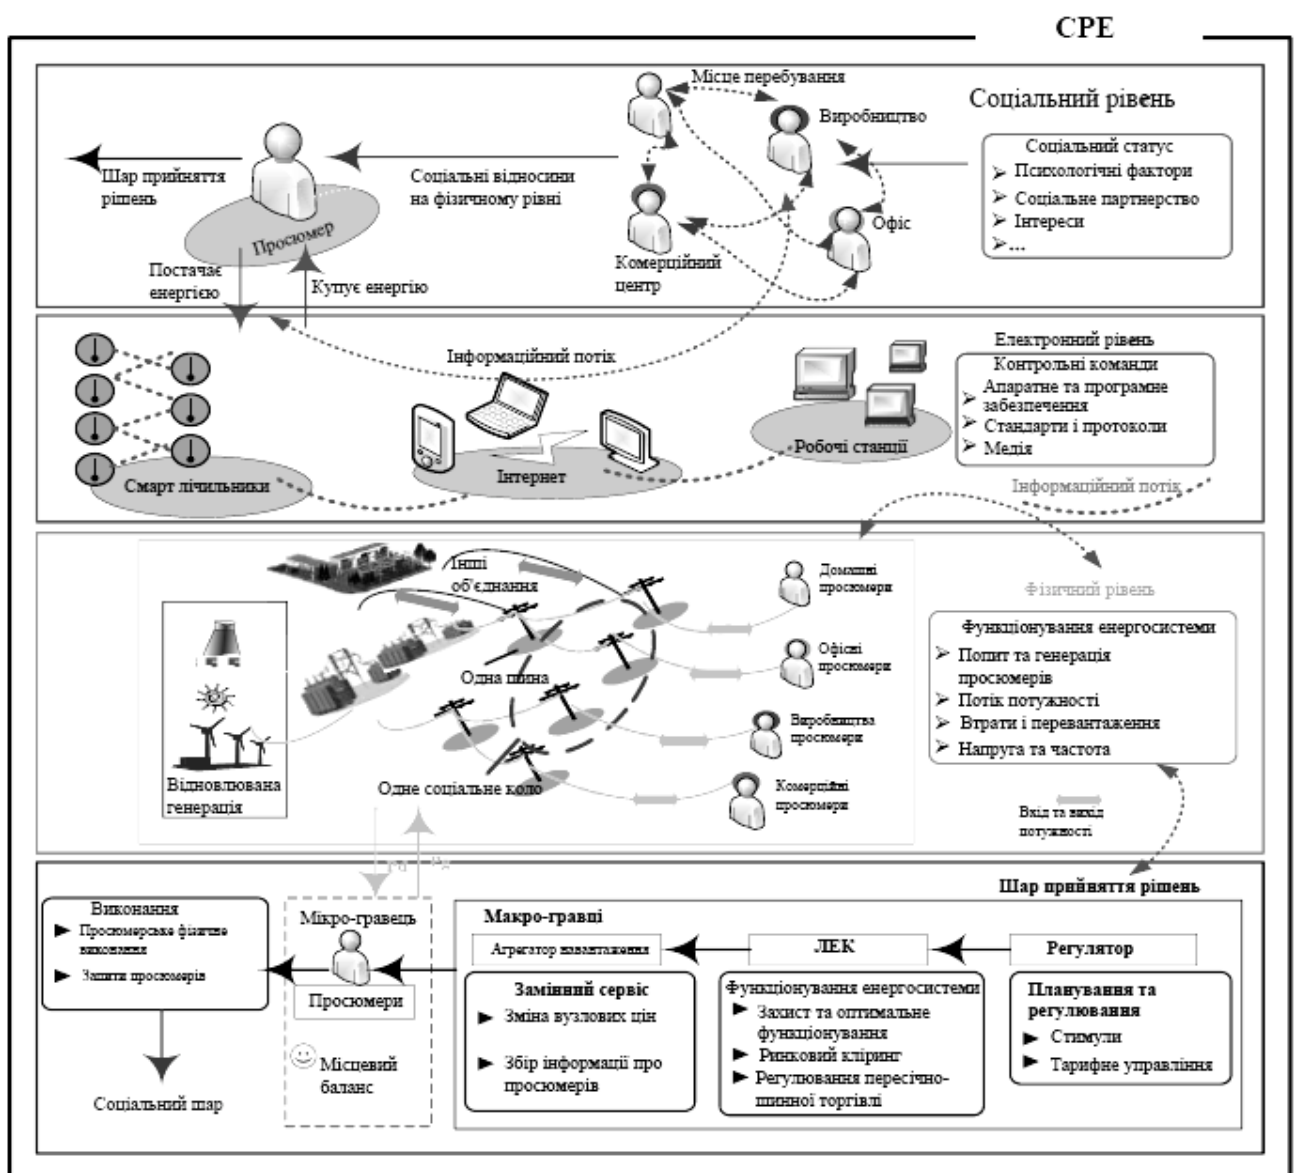 CPE
Місце перебування
Соціальний рівень
Виробництво
Соціальний статус
Психологічні фактори
Соціальне партнерство
Інтереси
...
Шар прийняття
рішень
Соціальні відносини
на фізичному рівні
Офіс
Просюмер
Комерційний
центр
Постачає
енергією
Купує енергію
Інформаційний потік
Електронний рівень
Контрольні команди
Апаратне та програмне
забезпечення
Стандарти і протоколи
Медія
Робочі станції
Інтернет
Смарт лічильники
Інформаційний потік
Інші
об'єднання
Домашні
просюмери
Фізичний рівень
Функціонування енергосистеми
Попит та генерація
просюмерів
Потік потужності
Втрати і перевантаження
Напруга та частота
Офісні
просюмери
Одна шина
Виробництва
просюмери
Відновлювана
генерація
Одне соціальне коло
Комерційні
просюмери
Вхід та вихід
потужності
Шар прийняття рішень
Виконання
Просюмерське фізичне
виконання
Запити просюмерів
Мікро-гравець
Просюмери
Місцевий
баланс
Соціальний шар
Макро-гравці
Агрегатор навантаження
ЛЕК
Регулятор
Замінний сервіс
Зміна вузлових цін
Збір інформації про
просюмерів
Функціонування енергосистеми
Захист та оптимальне
функціонування
Ринковий кліринг
Регулювання пересічно-
шинної торгівлі
Планування та
регулювання
Стимули
Тарифне управління